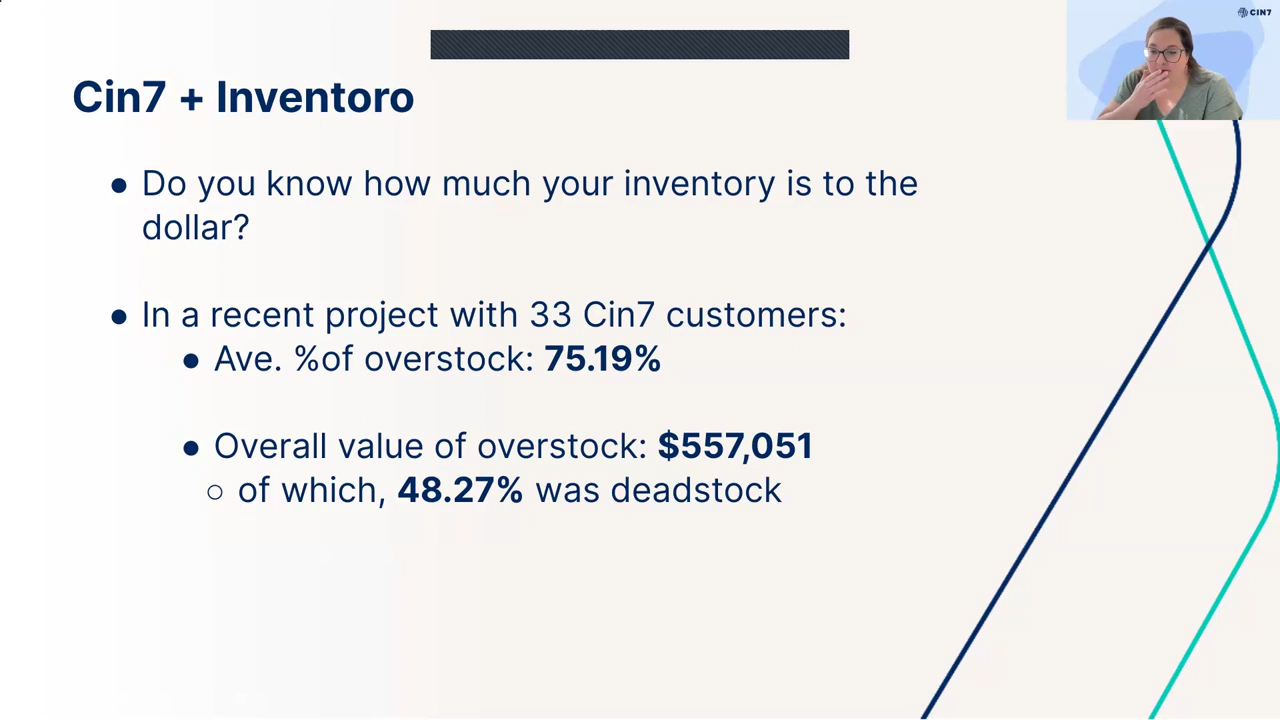 CIN7
Cin7 + Inventoro
● Do you know how much your inventory is to the
dollar?
● In a recent project with 33 Cin7 customers:
● Ave. %of overstock: 75.19%
● Overall value of overstock: $557,051
○ of which, 48.27% was deadstock